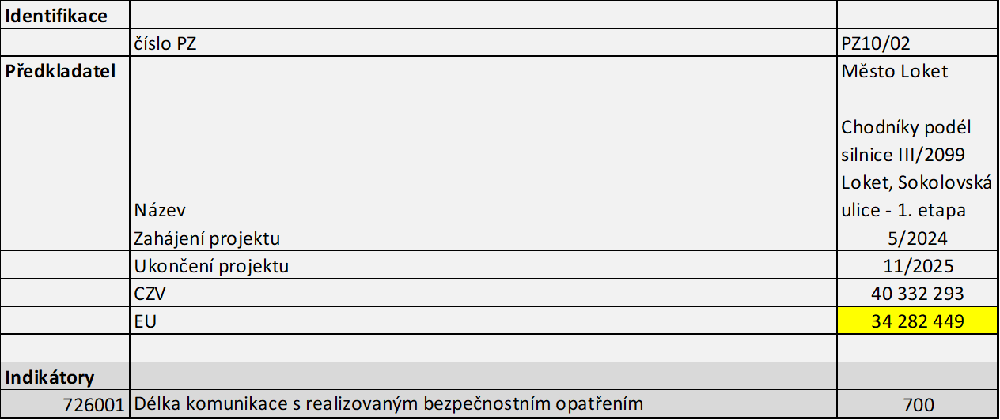 Identifikace
číslo PZ PZ10/02
Předkladatel Město Loket
Název Chodníky podél
silnice III/2099
Loket, Sokolovská
ulice - 1. etapa
Zahájení projektu 5/2024
Ukončení projektu 11/2025
CZV 40 332 293
EU 34 282 449
Indikátory
726001 Délka komunikace s realizovaným bezpečnostním opatřením 700